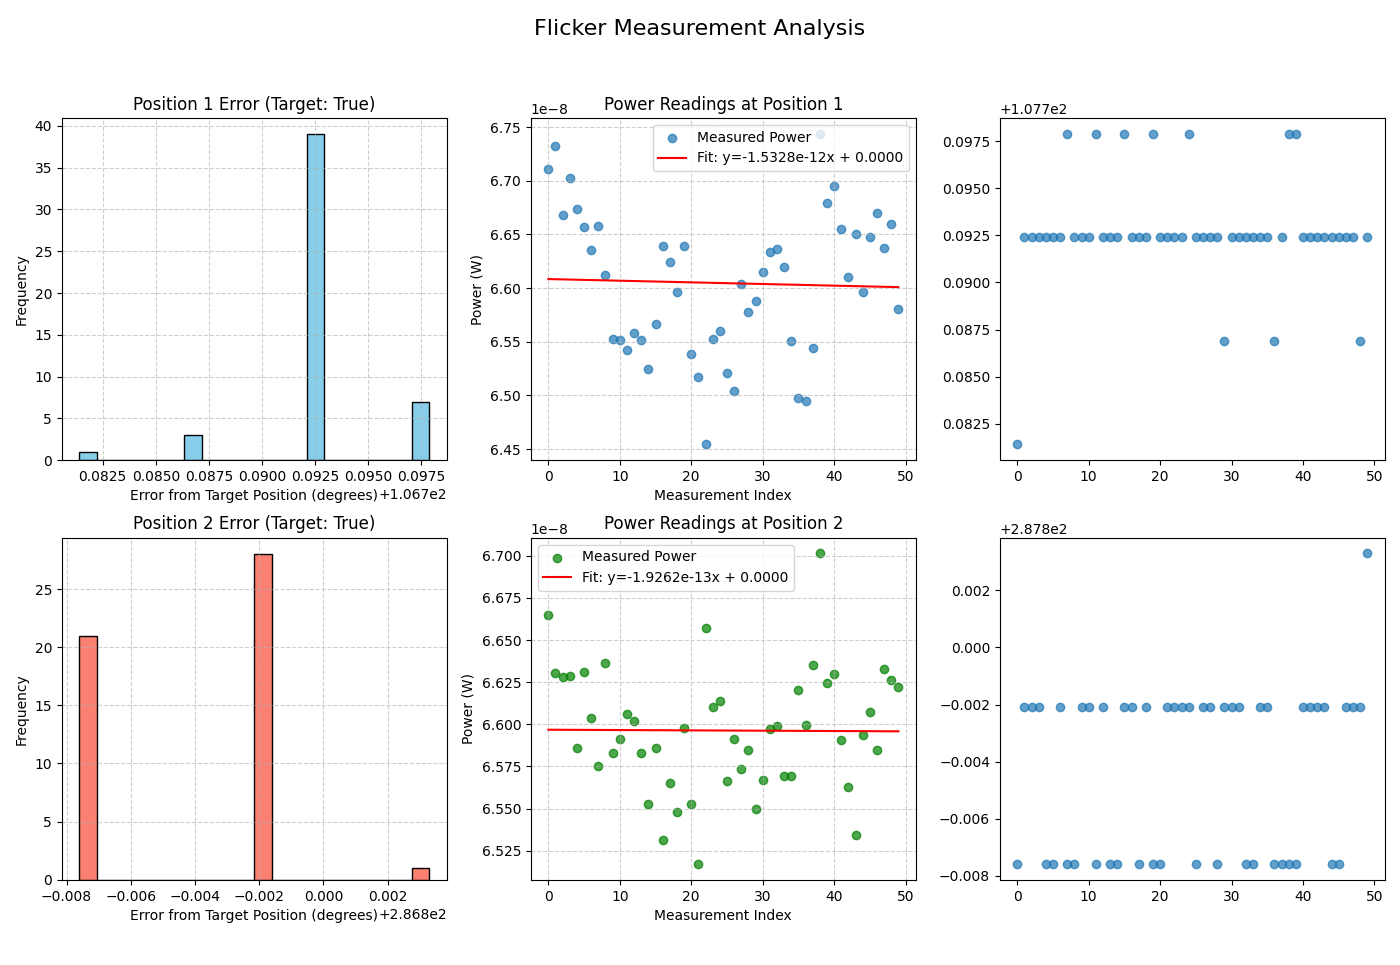 Flicker Measurement Analysis
Position 1 Error (Target: True)
Frequency
40
35
30
25
20
15
10
5
0
0.0825 0.0850 0.0875 0.0900 0.0925 0.0950 0.0975
Error from Target Position (degrees) +1.067e2
1e−8
Power Readings at Position 1
Power (W)
6.75
6.70
6.65
6.60
6.55
6.50
6.45
Measured Power
Fit: y=-1.5328e-12x + 0.0000
0 10 20 30 40 50
Measurement Index
+1.077e2
0.0975
0.0950
0.0925
0.0900
0.0875
0.0850
0.0825
0 10 20 30 40 50
Position 2 Error (Target: True)
Frequency
25
20
15
10
5
0
−0.008 −0.006 −0.004 −0.002 0.000 0.002
Error from Target Position (degrees) +2.868e2
1e−8
Power Readings at Position 2
Power (W)
6.700
6.675
6.650
6.625
6.600
6.575
6.550
6.525
Measured Power
Fit: y=-1.9262e-13x + 0.0000
0 10 20 30 40 50
Measurement Index
+2.878e2
0.002
0.000
−0.002
−0.004
−0.006
−0.008
0 10 20 30 40 50